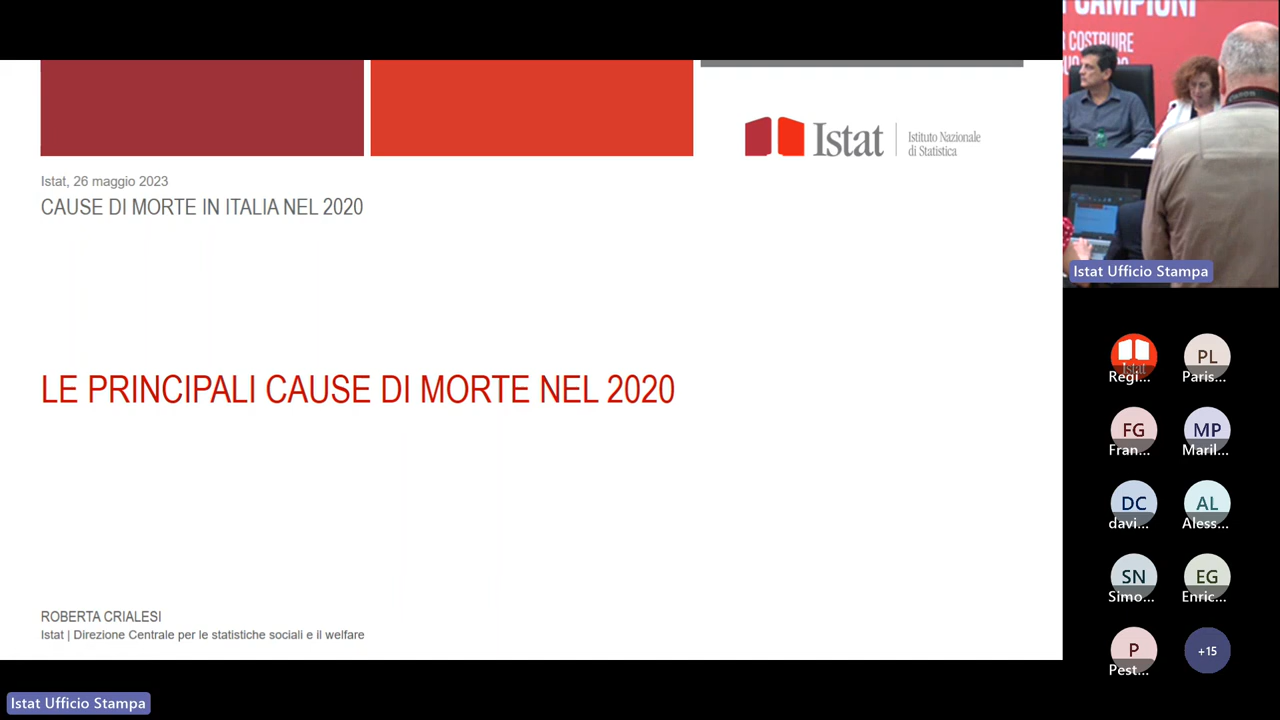 Istat
Istituto Nazionale
di Statistica
Istat, 26 maggio 2023
CAUSE DI MORTE IN ITALIA NEL 2020
LE PRINCIPALI CAUSE DI MORTE NEL 2020
ROBERTA CRIALESI
Istat | Direzione Centrale per le statistiche sociali e il welfare
Istat Ufficio Stampa
CAMPIONI
COSTRUIRE
Canon
Istat Ufficio Stampa
Istat
Regi...
PL
Paris...
FG
Fran...
MP
Maril...
DC
davi...
AL
Aless...
SN
Simo...
EG
Enric...
P
Pest...
+15